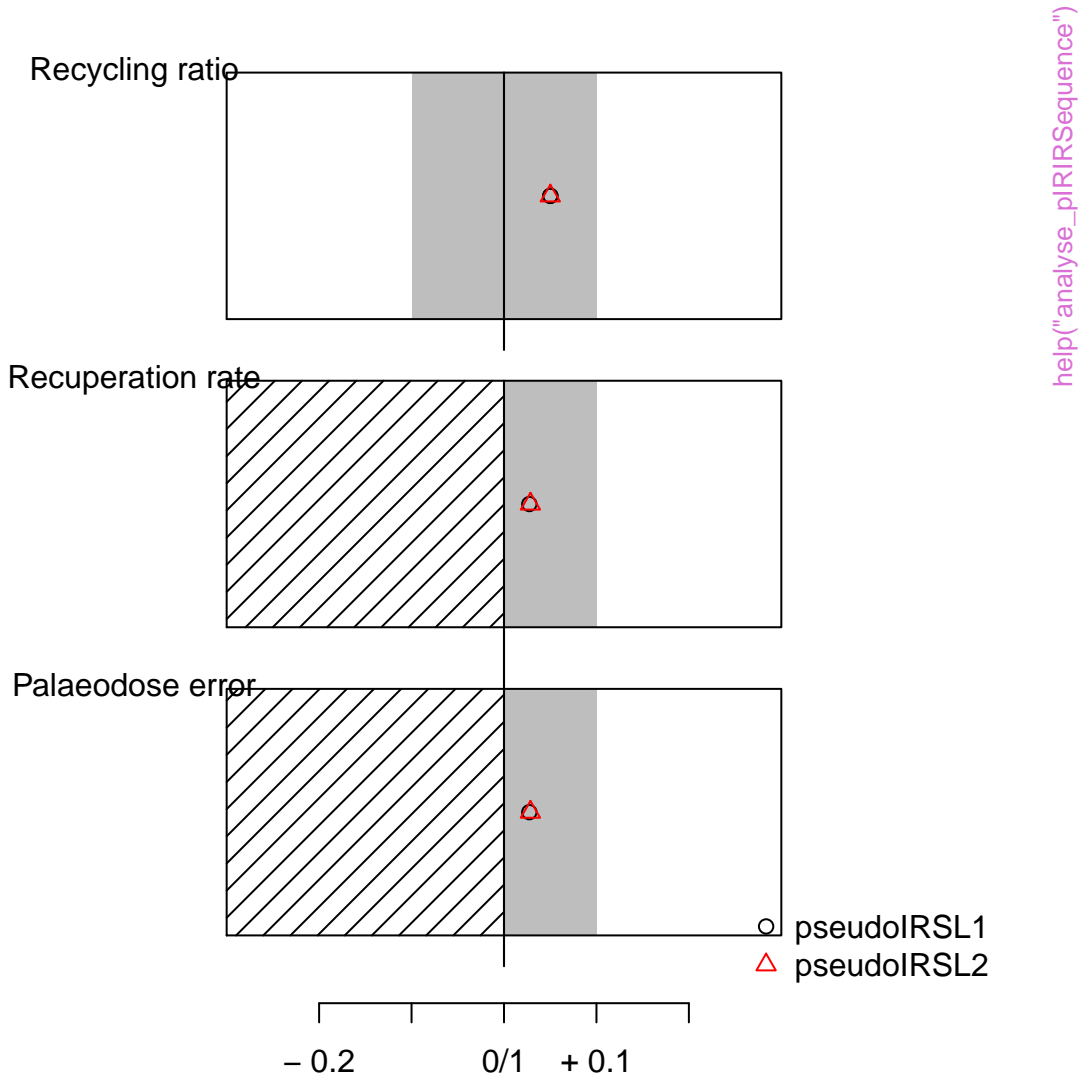 Recycling ratio
Recuperation rate
Palaeodose error
pseudoIRSL1
pseudoIRSL2
− 0.2 0/1 + 0.1
help("analyse_pIRIRSequence")